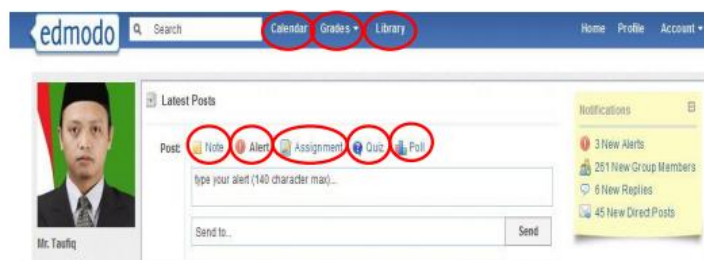 edmodo Search Calendar Grades Library Home Profile Account
Latest Posts
Post: Note Alert Assignment Quiz Poll
type your alert (140 character max)...
Send to... Send
Mr. Taufiq
Notifications
3 New Alerts
261 New Group Members
6 New Replies
45 New Direct Posts